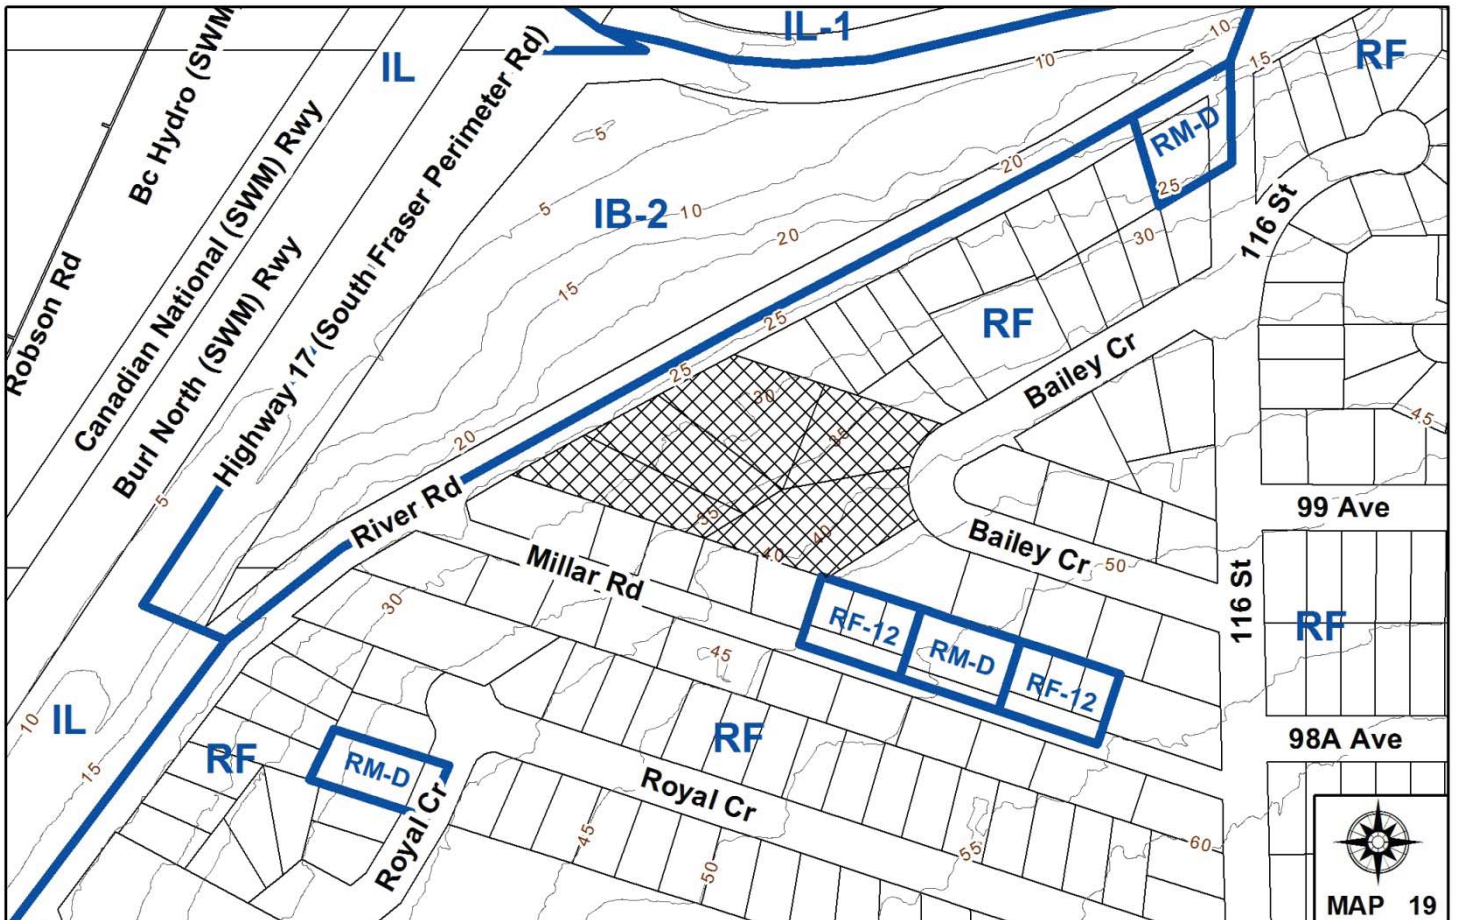 IL-1
10
15
RF
Bc Hydro (SWM
IL
10
Highway 17 (South Fraser Perimeter Rd)
5
RM-D
20
25
Canadian National (SWM) Rwy
IB-2
10
5
20
30
116 St
Burl North (SWM) Rwy
Robson Rd
15
25
RF
Bailey Cr
25
30
45
20
35
5
River Rd
99 Ave
35
40
40
Bailey Cr
50
Millar Rd
116 St
30
RF-12
RM-D
RF-12
RF
45
10
IL
15
RF
RM-D
RF
98A Ave
Royal Cr
Royal Cr
45
50
55
60
MAP 19